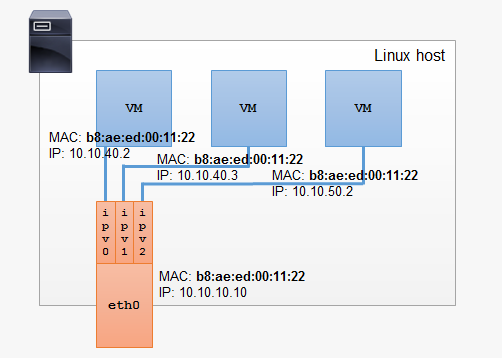 Linux host
VM
VM
VM
MAC: b8:ae:ed:00:11:22
IP: 10.10.40.2
MAC: b8:ae:ed:00:11:22
IP: 10.10.40.3
MAC: b8:ae:ed:00:11:22
IP: 10.10.50.2
ipv0
ipv1
ipv2
MAC: b8:ae:ed:00:11:22
IP: 10.10.10.10
eth0